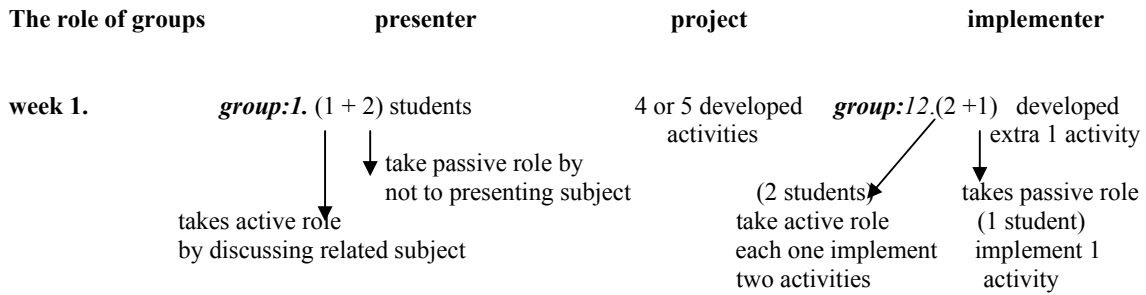 The role of groups presenter project implementer
week 1. group:1. (1 + 2) students 4 or 5 developed group:12.(2 +1) developed
activities extra 1 activity
take passive role by
not to presenting subject (2 students) takes passive role
takes active role take active role (1 student)
by discussing related subject each one implement implement 1
two activities activity